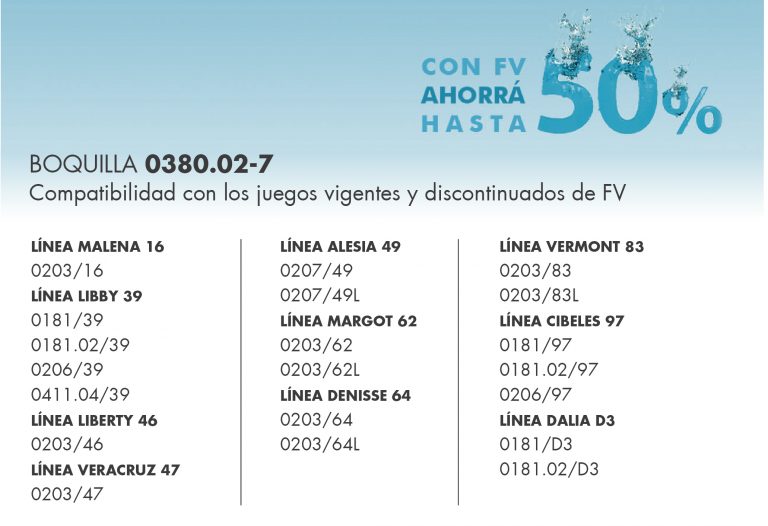 CON FV
AHORRÁ
HASTA
50%
BOQUILLA 0380.02-7
Compatibilidad con los juegos vigentes y discontinuados de FV
LÍNEA MALENA 16
0203/16
LÍNEA LIBBY 39
0181/39
0181.02/39
0206/39
0411.04/39
LÍNEA LIBERTY 46
0203/46
LÍNEA VERACRUZ 47
0203/47
LÍNEA ALESIA 49
0207/49
0207/49L
LÍNEA MARGOT 62
0203/62
0203/62L
LÍNEA DENISSE 64
0203/64
0203/64L
LÍNEA VERMONT 83
0203/83
0203/83L
LÍNEA CIBELES 97
0181/97
0181.02/97
0206/97
LÍNEA DALIA D3
0181/D3
0181.02/D3